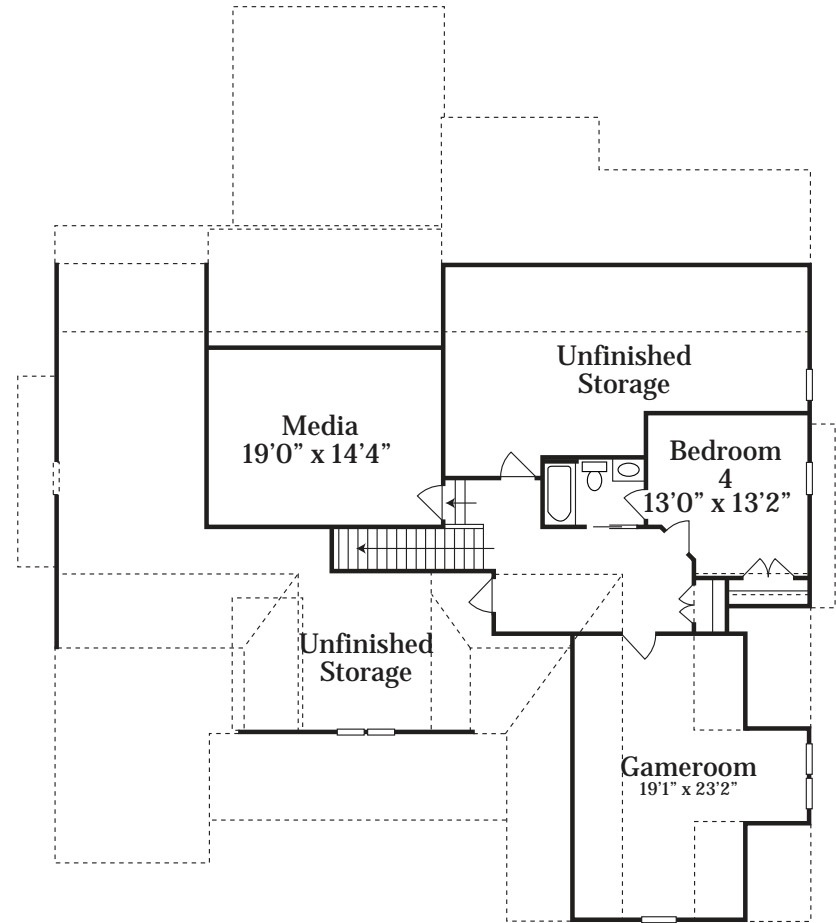 Unfinished
Storage
Media
19’0” x 14’4”
Bedroom
4
13’0” x 13’2”
Unfinished
Storage
Gameroom
19’1” x 23’2”